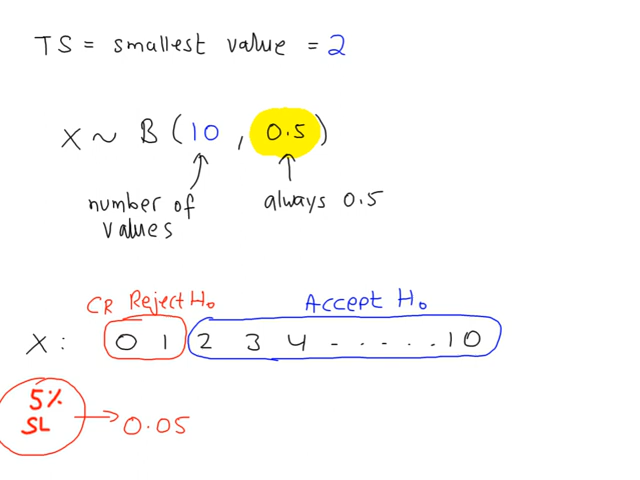 TS = smallest value = 2
X ~ B (10, 0.5)
number of values
always 0.5
CR Reject H₀
Accept H₀
X: 0 1 2 3 4 - . . . . . 10
5% SL → 0.05